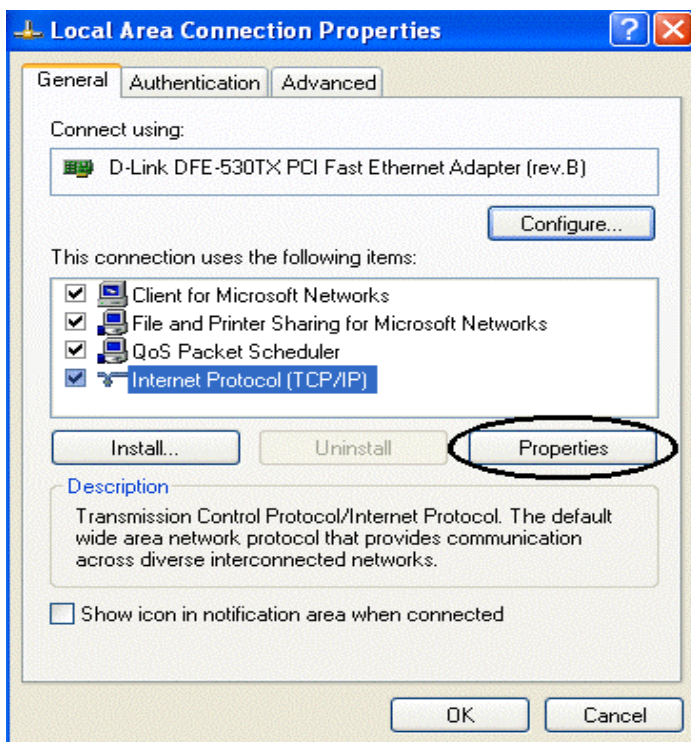 Local Area Connection Properties
General Authentication Advanced
Connect using:
D-Link DFE-530TX PCI Fast Ethernet Adapter (rev.B)
Configure...
This connection uses the following items:
Client for Microsoft Networks
File and Printer Sharing for Microsoft Networks
QoS Packet Scheduler
Internet Protocol (TCP/IP)
Install... Uninstall Properties
Description
Transmission Control Protocol/Internet Protocol. The default
wide area network protocol that provides communication
across diverse interconnected networks.
Show icon in notification area when connected
OK Cancel